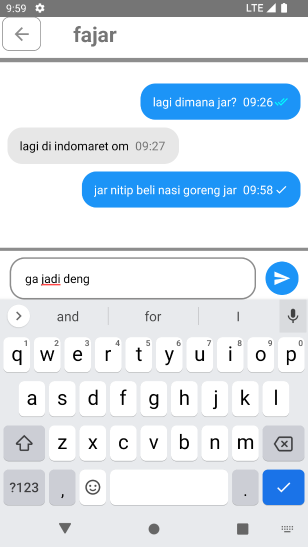 9:59 LTE
fajar
lagi dimana jar? 09:26
lagi di indomaret om 09:27
jar nitip beli nasi goreng jar 09:58
ga jadi deng
and for I
1 2 3 4 5 6 7 8 9 0
q w e r t y u i o p
a s d f g h j k l
z x c v b n m
?123 , .